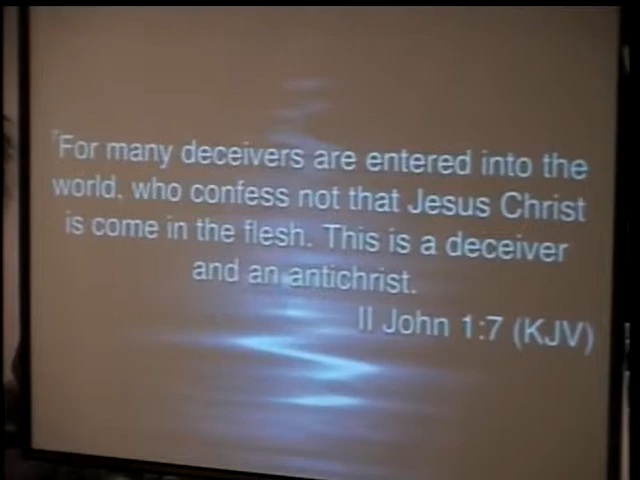 "For many deceivers are entered into the
world, who confess not that Jesus Christ
is come in the flesh. This is a deceiver
and an antichrist.
II John 1:7 (KJV)